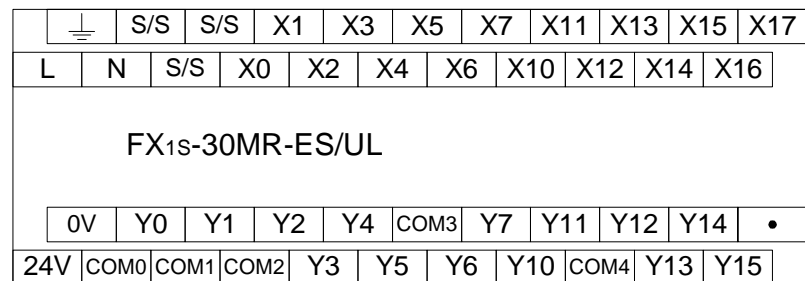 S/S S/S X1 X3 X5 X7 X11 X13 X15 X17
L N S/S X0 X2 X4 X6 X10 X12 X14 X16
FX1S-30MR-ES/UL
0V Y0 Y1 Y2 Y4 COM3 Y7 Y11 Y12 Y14 •
24V COM0 COM1 COM2 Y3 Y5 Y6 Y10 COM4 Y13 Y15